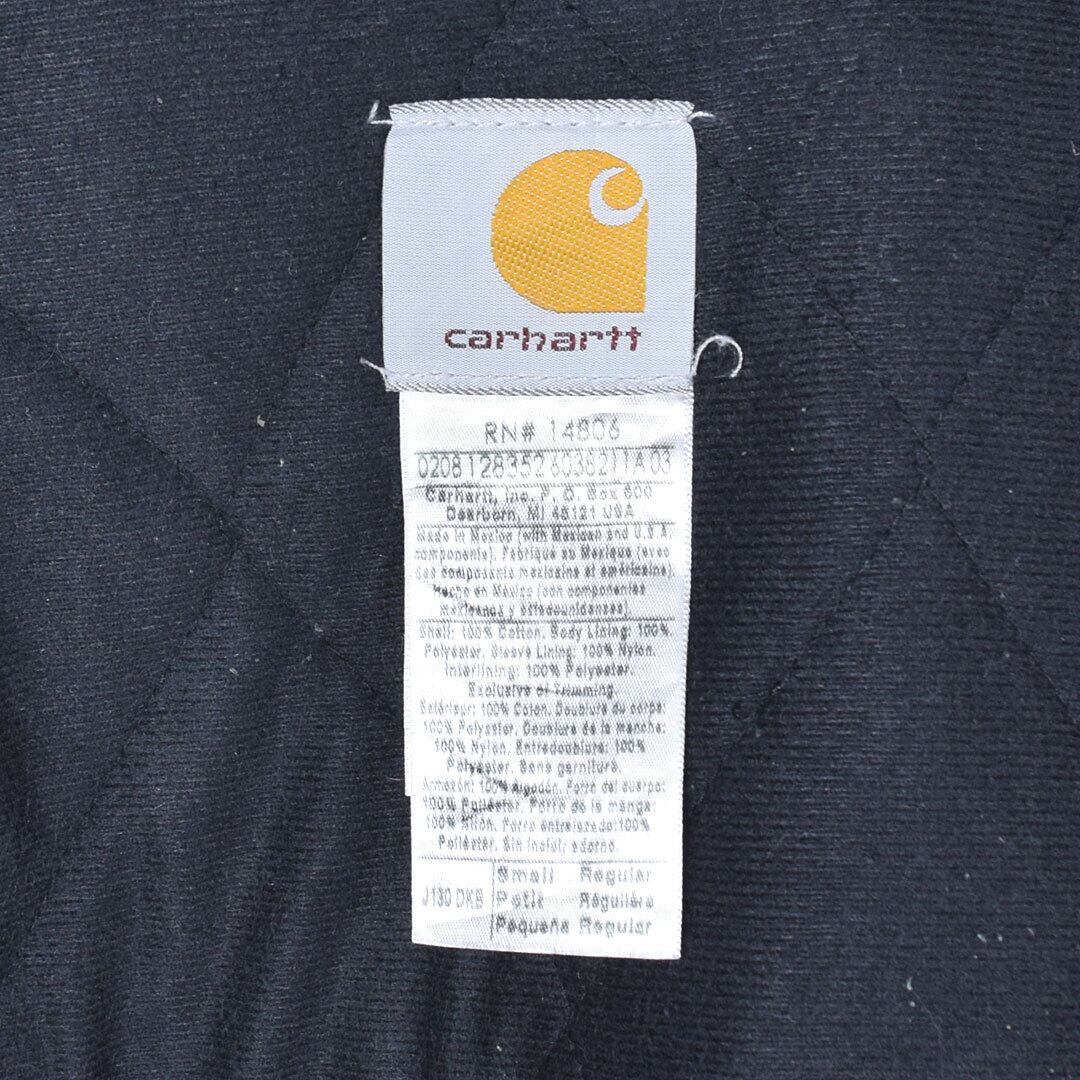 carhartt
RN# 14806
02081283526036211A03
Carhartt, Inc. P. O. Box 600
Dearborn, MI 48121 USA
Made in Mexico (with Mexican and U.S.A.
components). Fabriqué au Mexique (avec
des composants mexicains et américains).
Hecho en México (con componentes
mexicanos y estadounidenses).
Shell: 100% Cotton. Body Lining: 100%
Polyester. Sleeve Lining: 100% Nylon.
Interlining: 100% Polyester.
Exclusive of Trimming.
Extérieur: 100% Coton. Doublure du corps:
100% Polyester. Doublure de la manche:
100% Nylon. Entredoublure: 100%
Polyester. Sans garniture.
Armazón: 100% Algodón. Forro del cuerpo:
100% Poliéster. Forro de la manga:
100% Nilon. Forro entrelazado: 100%
Poliéster. Sin incluir adorno.
J130 DKB
Small Regular
Petit Régulière
Pequeña Regular